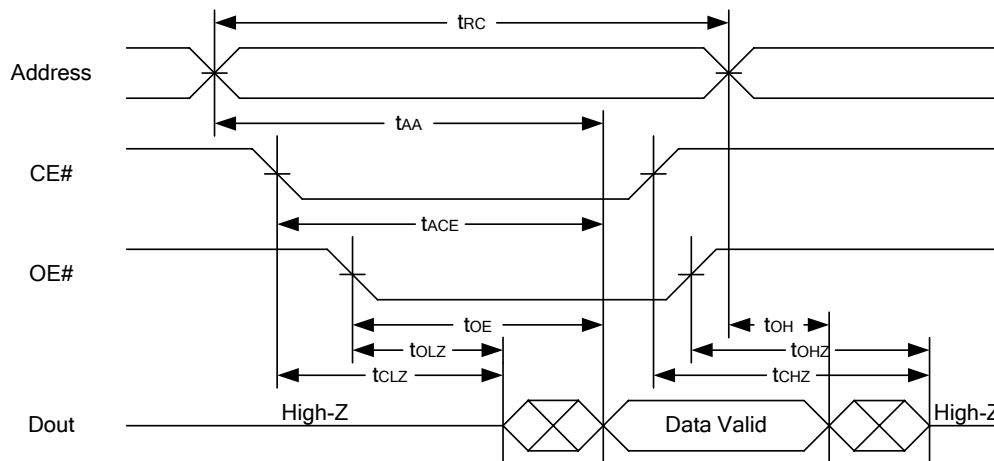 tRC
Address
tAA
CE#
tACE
OE#
tOE
tOH
tOLZ
tOHZ
tCLZ
tCHZ
High-Z
Dout
Data Valid
High-Z